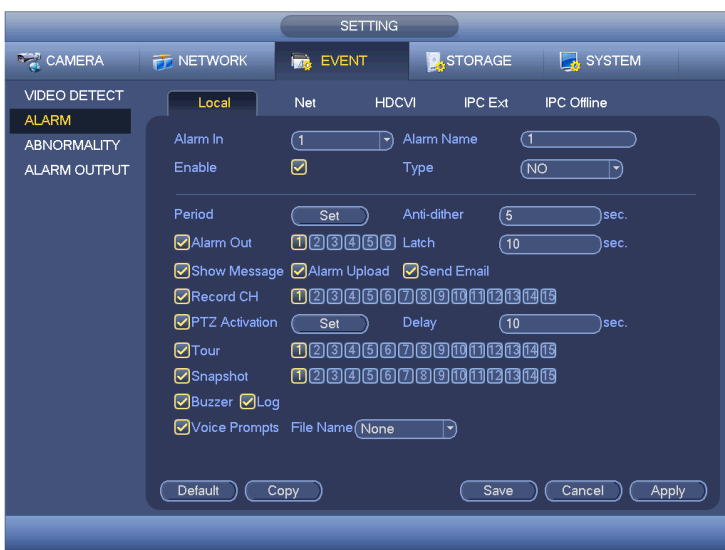 SETTING
CAMERA NETWORK EVENT STORAGE SYSTEM
VIDEO DETECT
ALARM
ABNORMALITY
ALARM OUTPUT
Local Net HDCVI IPC Ext IPC Offline
Alarm In 1 Alarm Name 1
Enable Type NO
Period Set Anti-dither 5 sec.
Alarm Out 1 2 3 4 5 6 Latch 10 sec.
Show Message Alarm Upload Send Email
Record CH 1 2 3 4 5 6 7 8 9 10 11 12 13 14 15
PTZ Activation Set Delay 10 sec.
Tour 1 2 3 4 5 6 7 8 9 10 11 12 13 14 15
Snapshot 1 2 3 4 5 6 7 8 9 10 11 12 13 14 15
Buzzer Log
Voice Prompts File Name None
Default Copy Save Cancel Apply